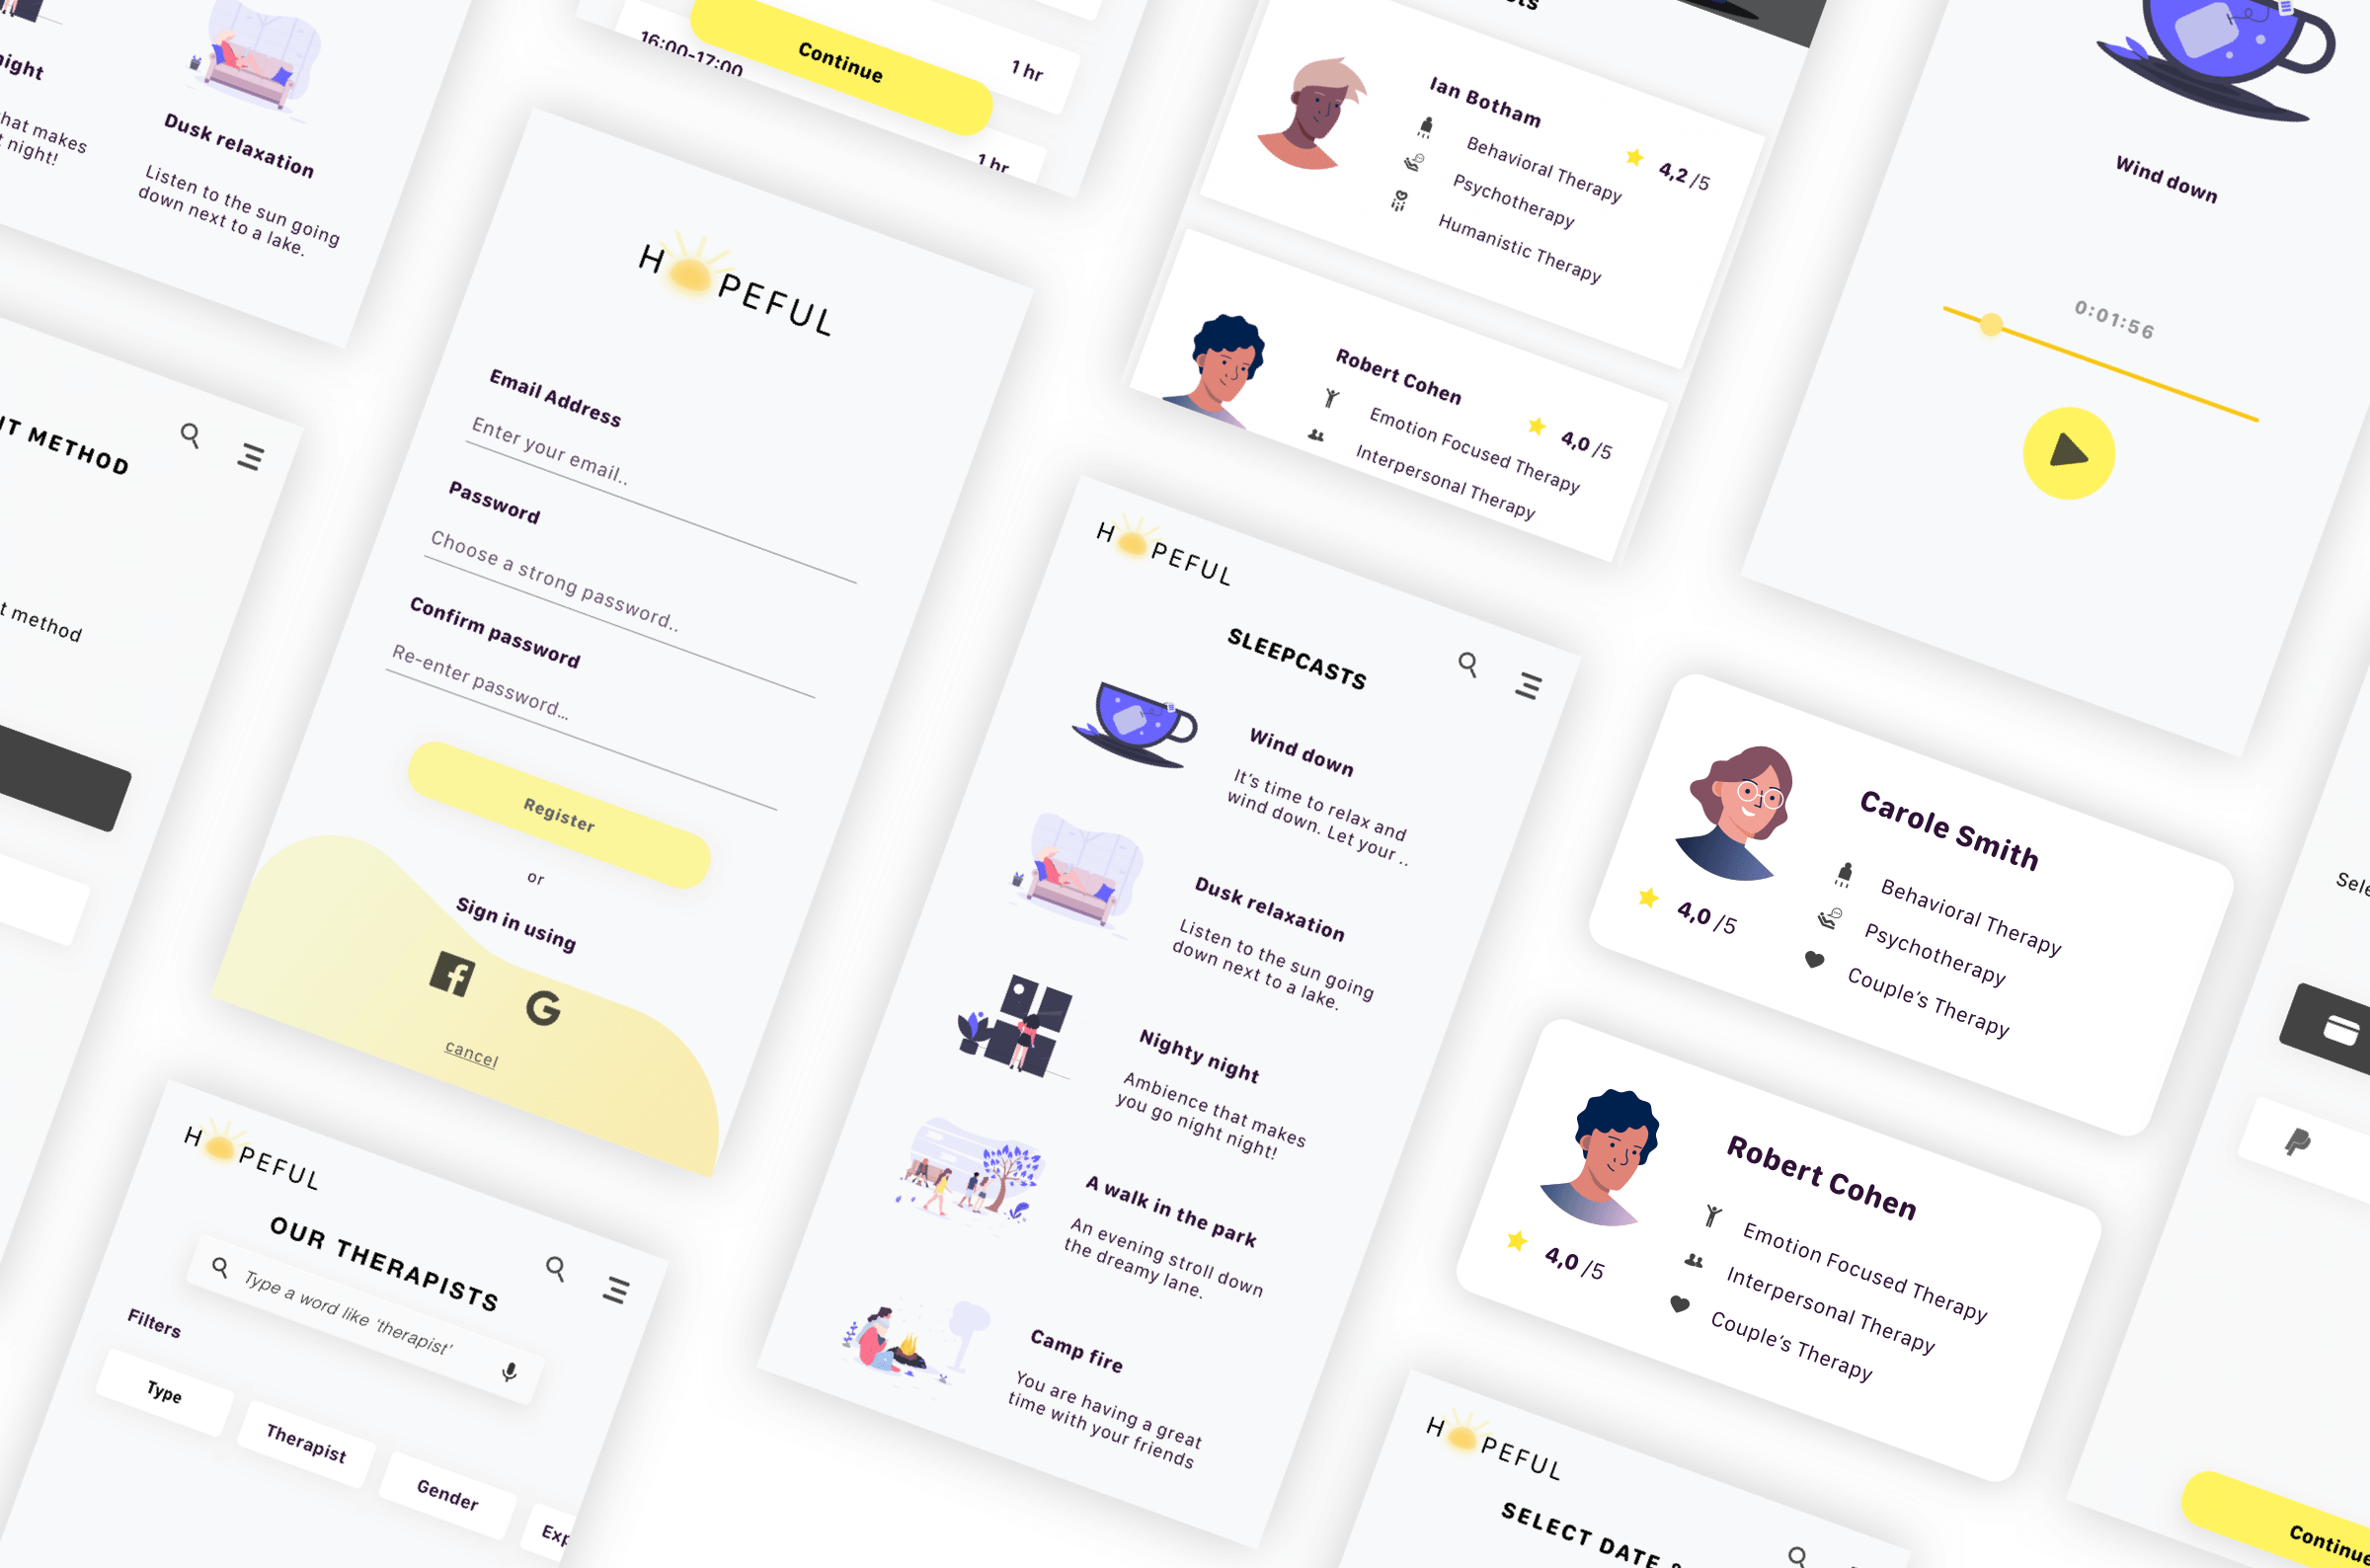 night
that makes
night!
Dusk relaxation
Listen to the sun going
down next to a lake.
16:00-17:00
1 hr
Continue
1 hr
METHOD
method
H PEFUL
Email Address
Enter your email..
Password
Choose a strong password..
Confirm password
Re-enter password...
Register
or
Sign in using
cancel
Ian Botham
4,2 /5
Behavioral Therapy
Psychotherapy
Humanistic Therapy
Robert Cohen
4,0 /5
Emotion Focused Therapy
Interpersonal Therapy
Wind down
0:01:56
H PEFUL
SLEEPCASTS
Wind down
It's time to relax and
wind down. Let your ..
Dusk relaxation
Listen to the sun going
down next to a lake.
Nighty night
Ambience that makes
you go night night!
A walk in the park
An evening stroll down
the dreamy lane.
Camp fire
You are having a great
time with your friends
Carole Smith
4,0 /5
Behavioral Therapy
Psychotherapy
Couple's Therapy
Robert Cohen
4,0 /5
Emotion Focused Therapy
Interpersonal Therapy
Couple's Therapy
H PEFUL
OUR THERAPISTS
Type a word like 'therapist'
Filters
Type
Therapist
Gender
H PEFUL
SELECT DATE
Continue